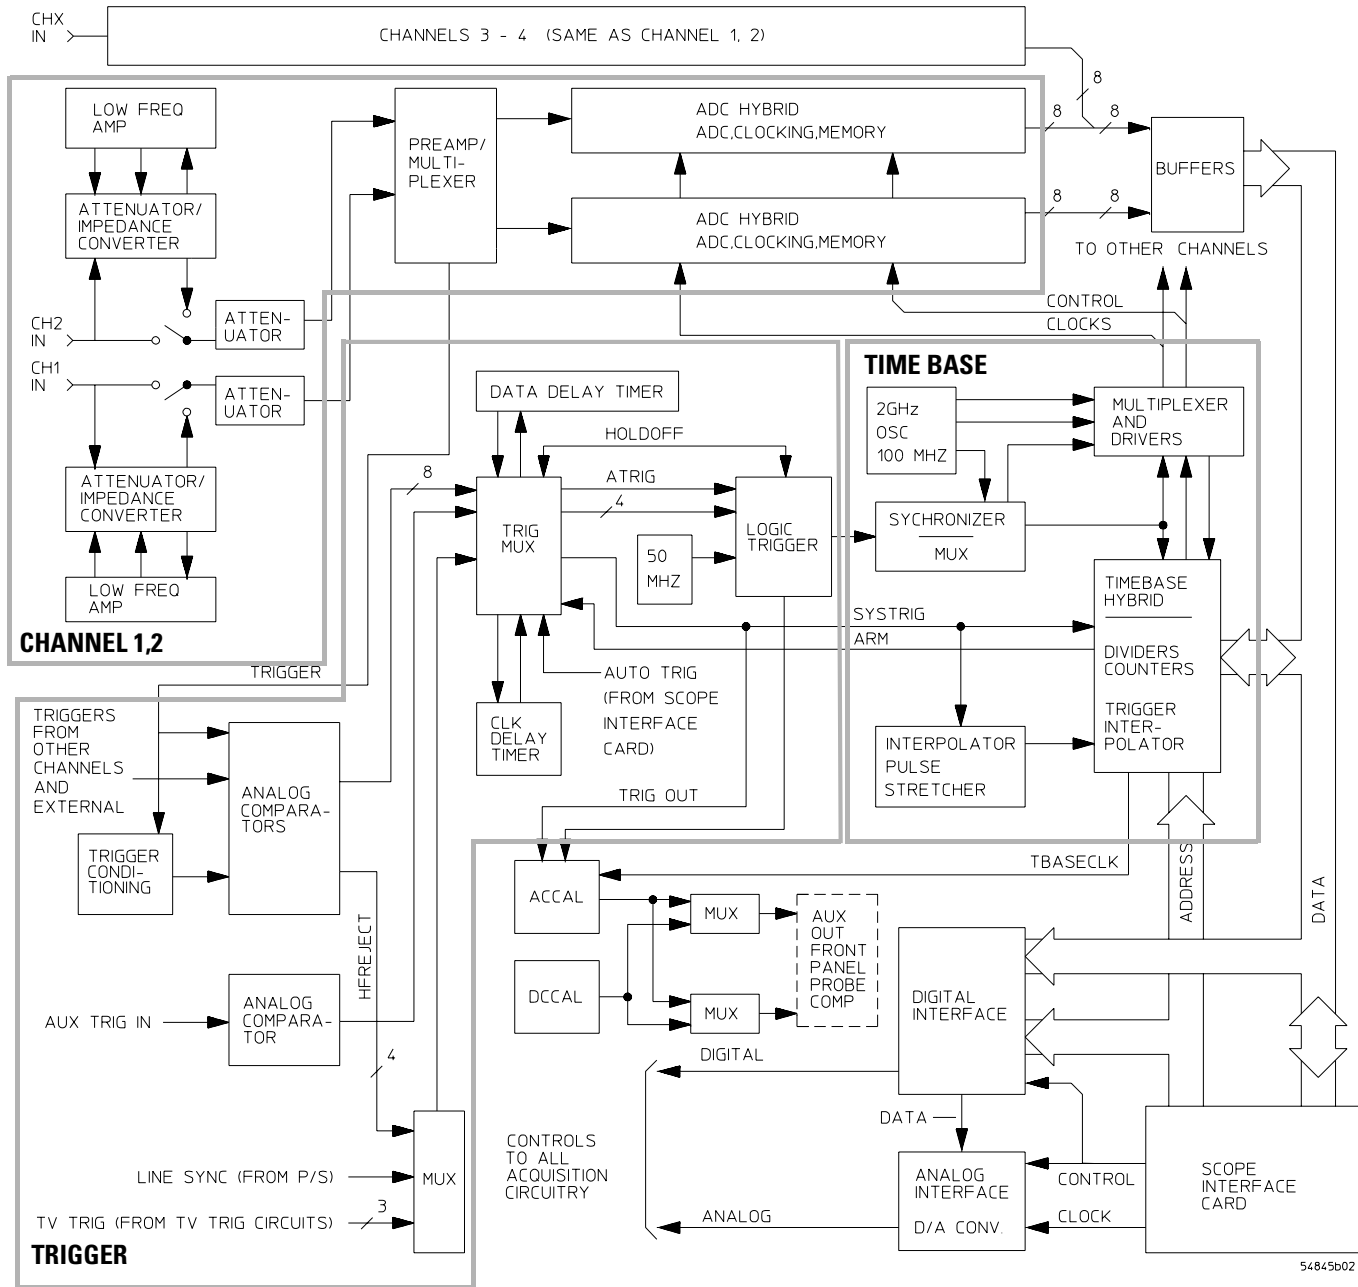 CHX
IN
CHANNELS 3 - 4 (SAME AS CHANNEL 1, 2)
8
8
8
LOW FREQ
AMP
ATTENUATOR/
IMPEDANCE
CONVERTER
PREAMP/
MULTI-
PLEXER
ADC HYBRID
ADC,CLOCKING,MEMORY
ADC HYBRID
ADC,CLOCKING,MEMORY
8
8
BUFFERS
TO OTHER CHANNELS
CONTROL
CLOCKS
CH2
IN
ATTEN-
UATOR
CH1
IN
ATTEN-
UATOR
ATTENUATOR/
IMPEDANCE
CONVERTER
LOW FREQ
AMP
CHANNEL 1,2
TIME BASE
DATA DELAY TIMER
HOLDOFF
8
ATRIG
4
TRIG
MUX
50
MHZ
LOGIC
TRIGGER
2GHz
OSC
100 MHZ
MULTIPLEXER
AND
DRIVERS
SYCHRONIZER
MUX
TIMEBASE
HYBRID
DIVIDERS
COUNTERS
TRIGGER
INTER-
POLATOR
SYSTRIG
ARM
INTERPOLATOR
PULSE
STRETCHER
AUTO TRIG
(FROM SCOPE
INTERFACE
CARD)
CLK
DELAY
TIMER
TRIG OUT
TRIGGER
TRIGGERS
FROM
OTHER
CHANNELS
AND
EXTERNAL
ANALOG
COMPARA-
TORS
TRIGGER
CONDI-
TIONING
HFREJECT
4
AUX TRIG IN
ANALOG
COMPARA-
TOR
LINE SYNC (FROM P/S)
TV TRIG (FROM TV TRIG CIRCUITS)
3
MUX
TRIGGER
TBASECLK
ADDRESS
DATA
ACCAL
DCCAL
MUX
MUX
AUX
OUT
FRONT
PANEL
PROBE
COMP
DIGITAL
INTERFACE
DIGITAL
DATA
CONTROLS
TO ALL
ACQUISITION
CIRCUITRY
ANALOG
ANALOG
INTERFACE
D/A CONV.
CONTROL
CLOCK
SCOPE
INTERFACE
CARD
54845b02